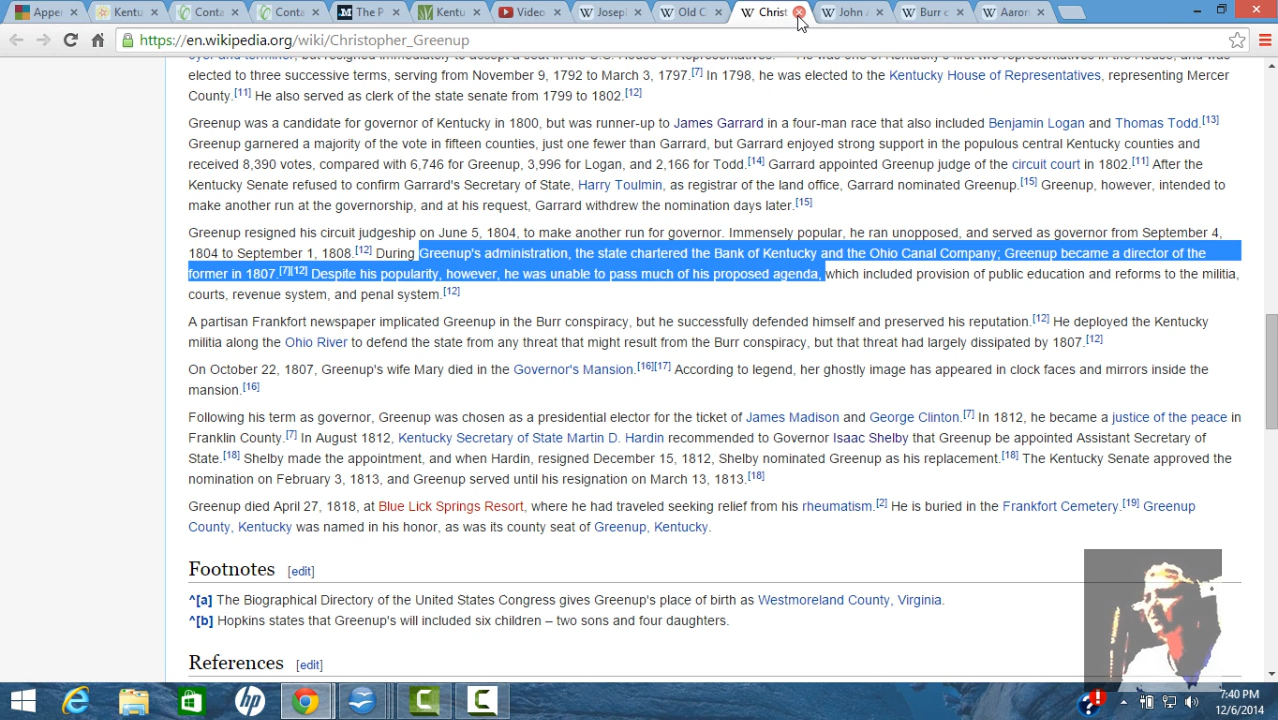 Appen
Kentu
Conta
Conta
The P
Kentu
Video
Josep
Old C
Christ
John A
Burr c
Aaron
https://en.wikipedia.org/wiki/Christopher_Greenup
oyer and terminer, but resigned immediately to accept a seat in the U.S. House of Representatives. He was one of Kentucky's first two representatives in the House, and was
elected to three successive terms, serving from November 9, 1792 to March 3, 1797.[7] In 1798, he was elected to the Kentucky House of Representatives, representing Mercer
County.[11] He also served as clerk of the state senate from 1799 to 1802.[12]
Greenup was a candidate for governor of Kentucky in 1800, but was runner-up to James Garrard in a four-man race that also included Benjamin Logan and Thomas Todd.[13]
Greenup garnered a majority of the vote in fifteen counties, just one fewer than Garrard, but Garrard enjoyed strong support in the populous central Kentucky counties and
received 8,390 votes, compared with 6,746 for Greenup, 3,996 for Logan, and 2,166 for Todd.[14] Garrard appointed Greenup judge of the circuit court in 1802.[11] After the
Kentucky Senate refused to confirm Garrard's Secretary of State, Harry Toulmin, as registrar of the land office, Garrard nominated Greenup.[15] Greenup, however, intended to
make another run at the governorship, and at his request, Garrard withdrew the nomination days later.[15]
Greenup resigned his circuit judgeship on June 5, 1804, to make another run for governor. Immensely popular, he ran unopposed, and served as governor from September 4,
1804 to September 1, 1808.[12] During Greenup's administration, the state chartered the Bank of Kentucky and the Ohio Canal Company; Greenup became a director of the
former in 1807.[7][12] Despite his popularity, however, he was unable to pass much of his proposed agenda, which included provision of public education and reforms to the militia,
courts, revenue system, and penal system.[12]
A partisan Frankfort newspaper implicated Greenup in the Burr conspiracy, but he successfully defended himself and preserved his reputation.[12] He deployed the Kentucky
militia along the Ohio River to defend the state from any threat that might result from the Burr conspiracy, but that threat had largely dissipated by 1807.[12]
On October 22, 1807, Greenup's wife Mary died in the Governor's Mansion.[16][17] According to legend, her ghostly image has appeared in clock faces and mirrors inside the
mansion.[16]
Following his term as governor, Greenup was chosen as a presidential elector for the ticket of James Madison and George Clinton.[7] In 1812, he became a justice of the peace in
Franklin County.[7] In August 1812, Kentucky Secretary of State Martin D. Hardin recommended to Governor Isaac Shelby that Greenup be appointed Assistant Secretary of
State.[18] Shelby made the appointment, and when Hardin, resigned December 15, 1812, Shelby nominated Greenup as his replacement.[18] The Kentucky Senate approved the
nomination on February 3, 1813, and Greenup served until his resignation on March 13, 1813.[18]
Greenup died April 27, 1818, at Blue Lick Springs Resort, where he had traveled seeking relief from his rheumatism.[2] He is buried in the Frankfort Cemetery.[19] Greenup
County, Kentucky was named in his honor, as was its county seat of Greenup, Kentucky.
Footnotes [edit]
^[a] The Biographical Directory of the United States Congress gives Greenup's place of birth as Westmoreland County, Virginia.
^[b] Hopkins states that Greenup's will included six children – two sons and four daughters.
References [edit]
7:40 PM
12/6/2014